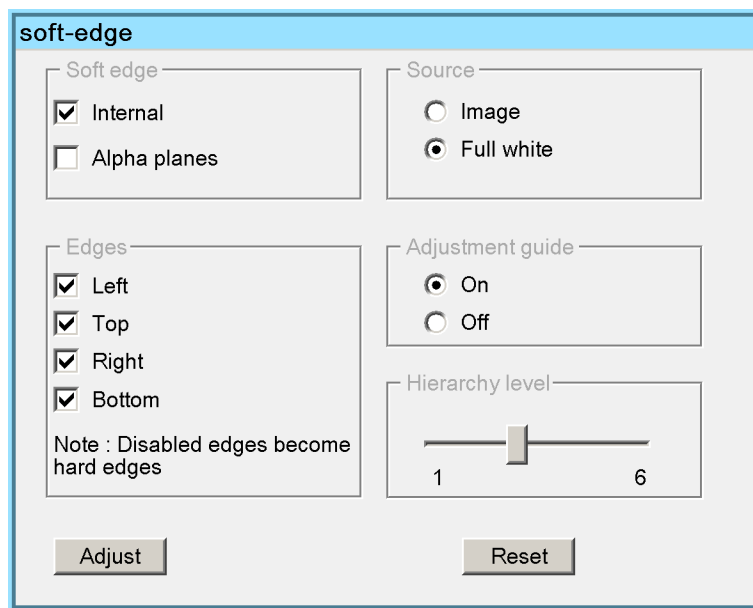 soft-edge
Soft edge
Internal
Alpha planes
Source
Image
Full white
Edges
Left
Top
Right
Bottom
Note : Disabled edges become
hard edges
Adjustment guide
On
Off
Hierarchy level
1 6
Adjust
Reset